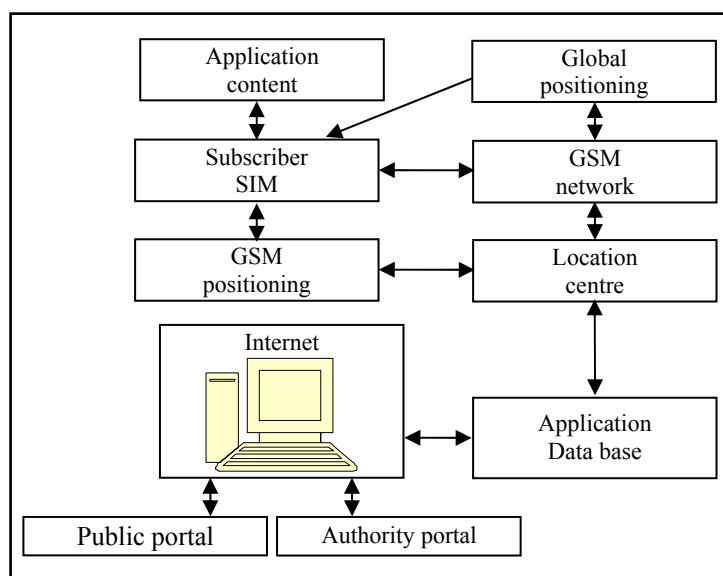 Application
content
Global
positioning
Subscriber
SIM
GSM
network
GSM
positioning
Location
centre
Internet
Application
Data base
Public portal
Authority portal